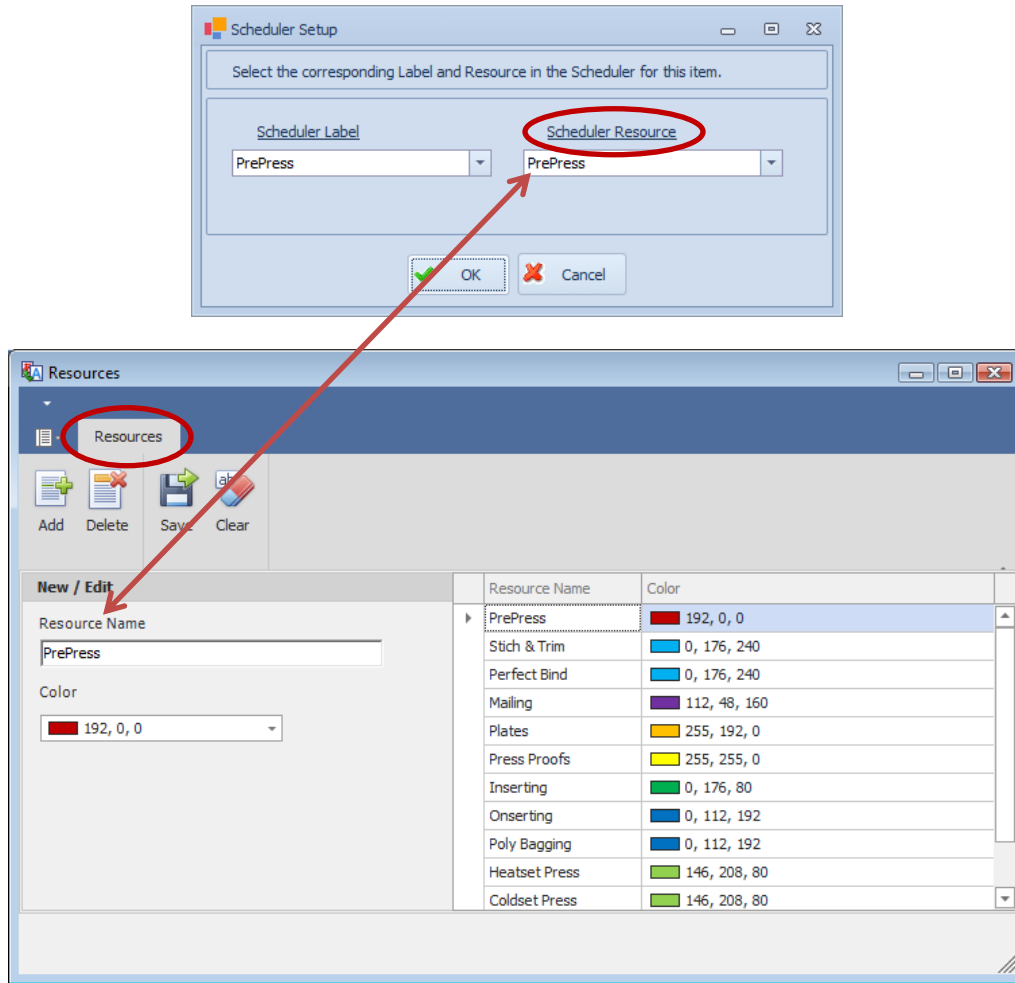 Scheduler Setup
Select the corresponding Label and Resource in the Scheduler for this item.
Scheduler Label Scheduler Resource
PrePress PrePress
OK Cancel
Resources
Resources
Add Delete Save Clear
New / Edit
Resource Name
PrePress
Color
192, 0, 0
Resource Name Color
PrePress 192, 0, 0
Stich & Trim 0, 176, 240
Perfect Bind 0, 176, 240
Mailing 112, 48, 160
Plates 255, 192, 0
Press Proofs 255, 255, 0
Inserting 0, 176, 80
Onserting 0, 112, 192
Poly Bagging 0, 112, 192
Heatset Press 146, 208, 80
Coldset Press 146, 208, 80